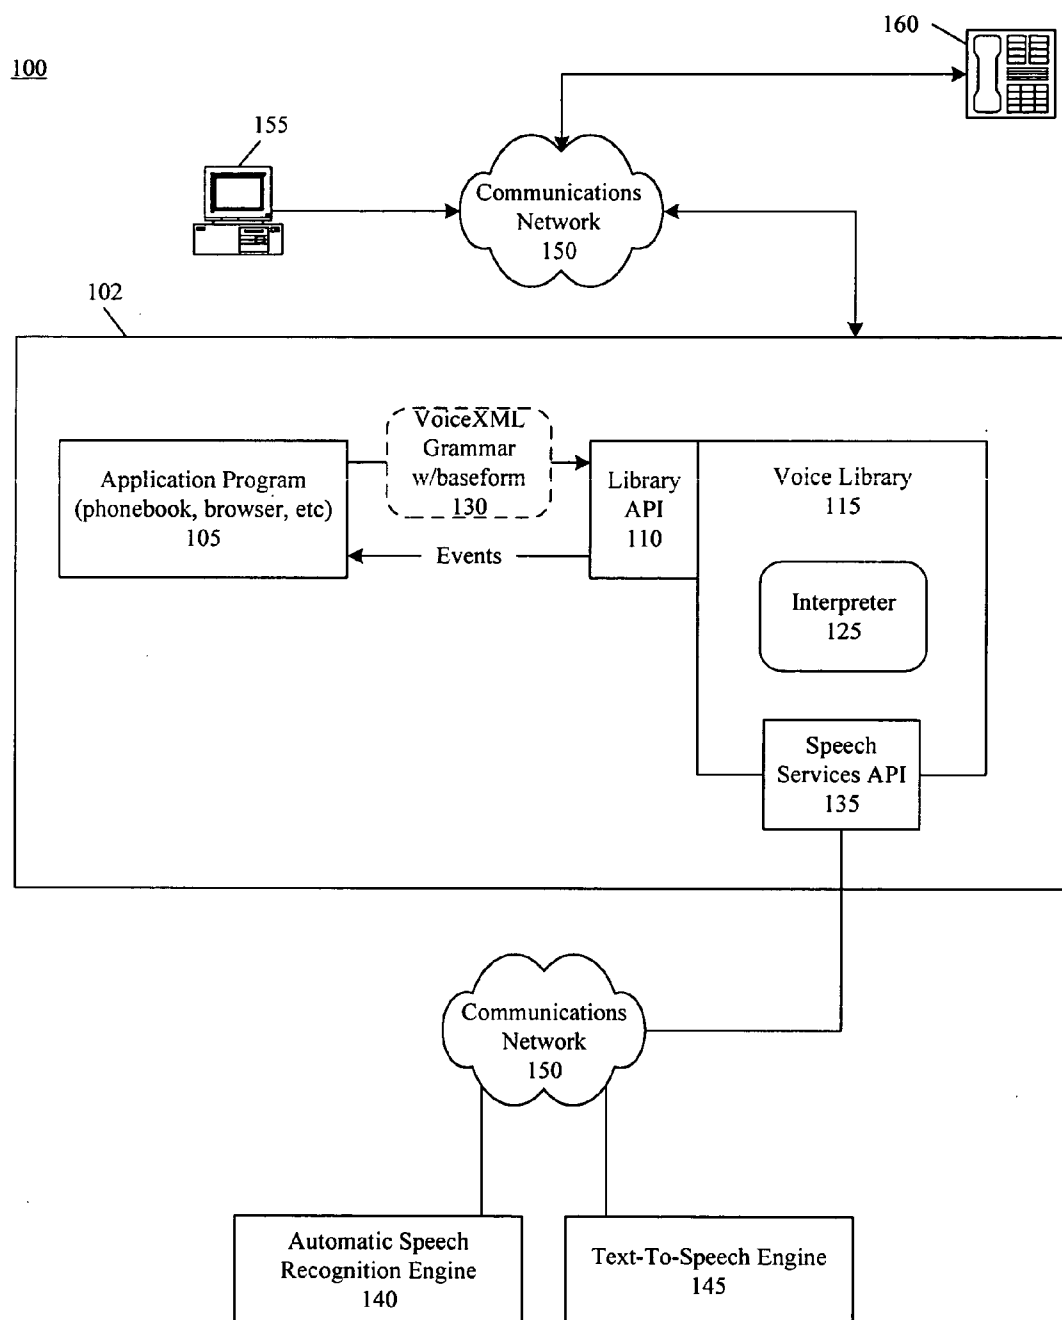 160
100
155
Communications
Network
150
102
VoiceXML
Grammar
w/baseform
130
Application Program
(phonebook, browser, etc)
105
Library
API
110
Voice Library
115
Events
Interpreter
125
Speech
Services API
135
Communications
Network
150
Automatic Speech
Recognition Engine
140
Text-To-Speech Engine
145